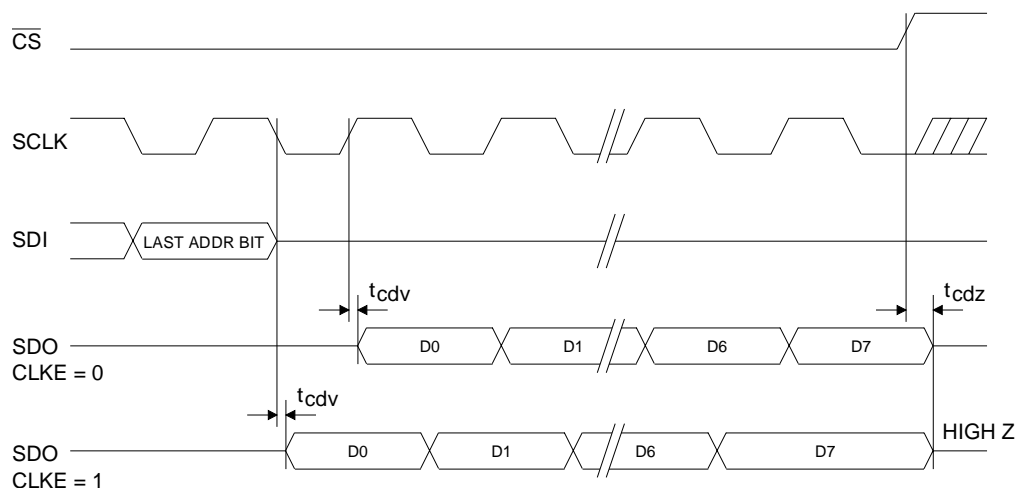 CS
SCLK
SDI
LAST ADDR BIT
tcdv
tcdz
SDO
CLKE = 0
D0
D1
D6
D7
tcdv
HIGH Z
SDO
CLKE = 1
D0
D1
D6
D7